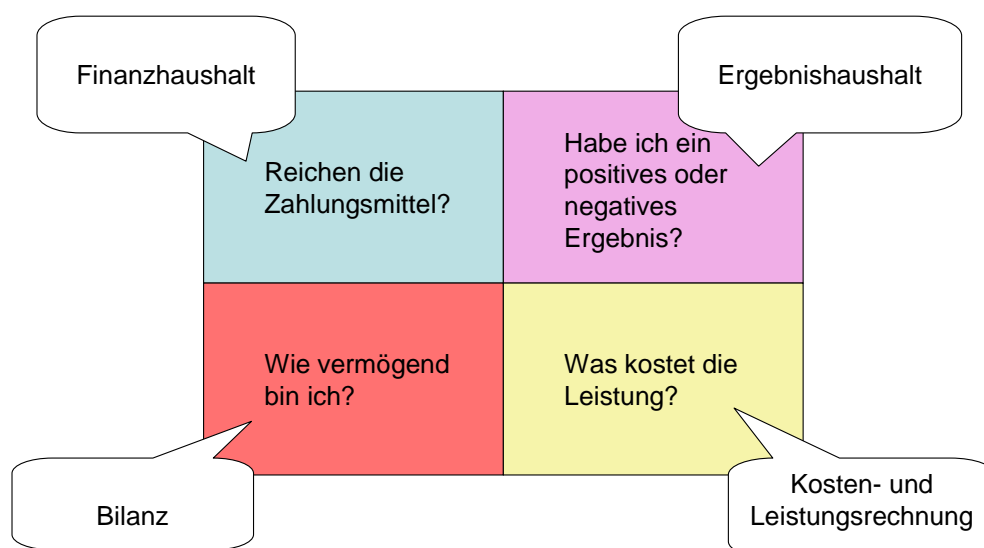 Finanzhaushalt
Ergebnishaushalt
Reichen die
Zahlungsmittel?
Habe ich ein
positives oder
negatives
Ergebnis?
Wie vermögend
bin ich?
Was kostet die
Leistung?
Bilanz
Kosten- und
Leistungsrechnung